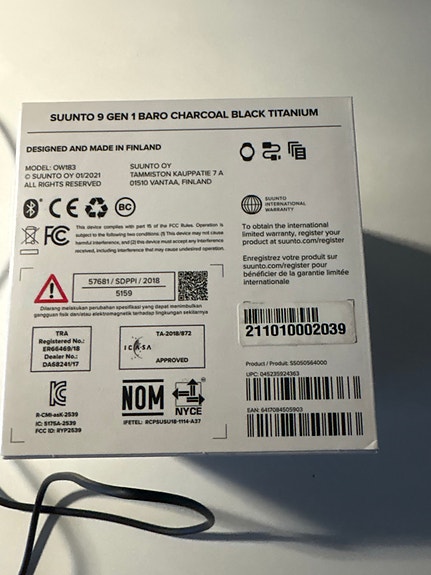 SUUNTO 9 GEN 1 BARO CHARCOAL BLACK TITANIUM
DESIGNED AND MADE IN FINLAND
MODEL: OW183
© SUUNTO OY 01/2021
ALL RIGHTS RESERVED
SUUNTO OY
TAMMISTON KAUPPATIE 7 A
01510 VANTAA, FINLAND
CE
BC
FC
This device complies with part 15 of the FCC Rules. Operation is
subject to the following two conditions: (1) This device may not cause
harmful interference, and (2) this device must accept any interference
received, including interference that may cause undesired operation.
57681 / SDPPI / 2018
5159
Dilarang melakukan perubahan spesifikasi yang dapat menimbulkan
gangguan fisik dan/atau elektromagnetik terhadap lingkungan sekitarnya
TRA
Registered No.:
ER66469/18
Dealer No.:
DA68241/17
ICASA
TA-2018/872
APPROVED
R-CMI-asK-2539
IC: 5175A-2539
FCC ID: RYP2539
NOM
NYCE
IFETEL: RCPSUSU18-1114-A27
SUUNTO
INTERNATIONAL
WARRANTY
To obtain the international
limited warranty, register your
product at suunto.com/register
Enregistrez votre produit sur
suunto.com/register pour
bénéficier de la garantie limitée
internationale
211010002039
Product / Produit: SS050564000
UPC: 045235924363
EAN: 6417084505903